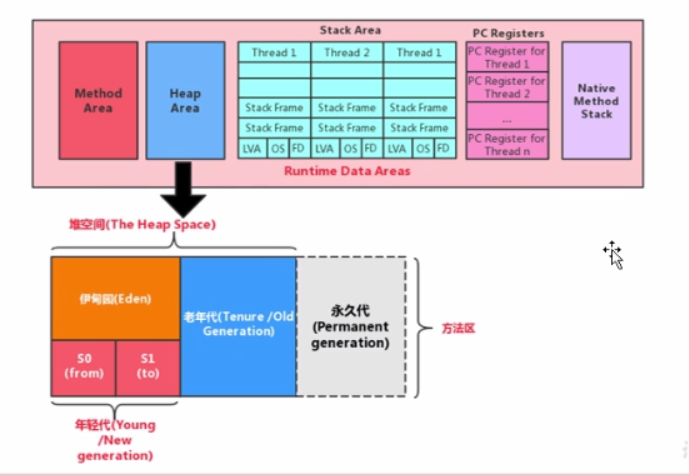 Stack Area
PC Registers
Method
Area
Heap
Area
Thread 1
Thread 2
Thread 1
Stack Frame
Stack Frame
Stack Frame
Stack Frame
Stack Frame
Stack Frame
LVA
OS
FD
LVA
OS
FD
LVA
OS
FD
PC Register for
Thread 1
PC Register for
Thread 2
...
PC Register for
Thread n
Native
Method
Stack
Runtime Data Areas
堆空间(The Heap Space)
伊甸园(Eden)
S0
(from)
S1
(to)
老年代(Tenure /Old
Generation)
永久代
(Permanent
generation)
方法区
年轻代(Young
/New
generation)